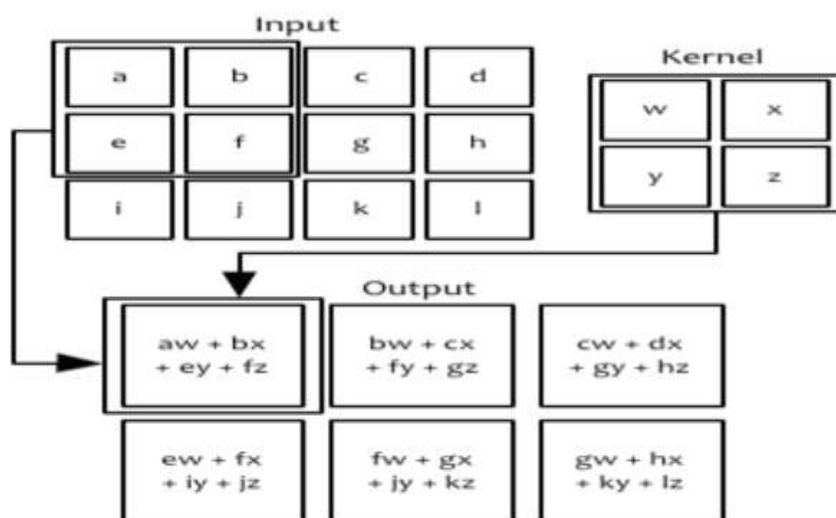 Input
Kernel
a b c d
w x
e f g h
y z
i j k l
Output
aw + bx
+ ey + fz
bw + cx
+ fy + gz
cw + dx
+ gy + hz
ew + fx
+ iy + jz
fw + gx
+ jy + kz
gw + hx
+ ky + lz